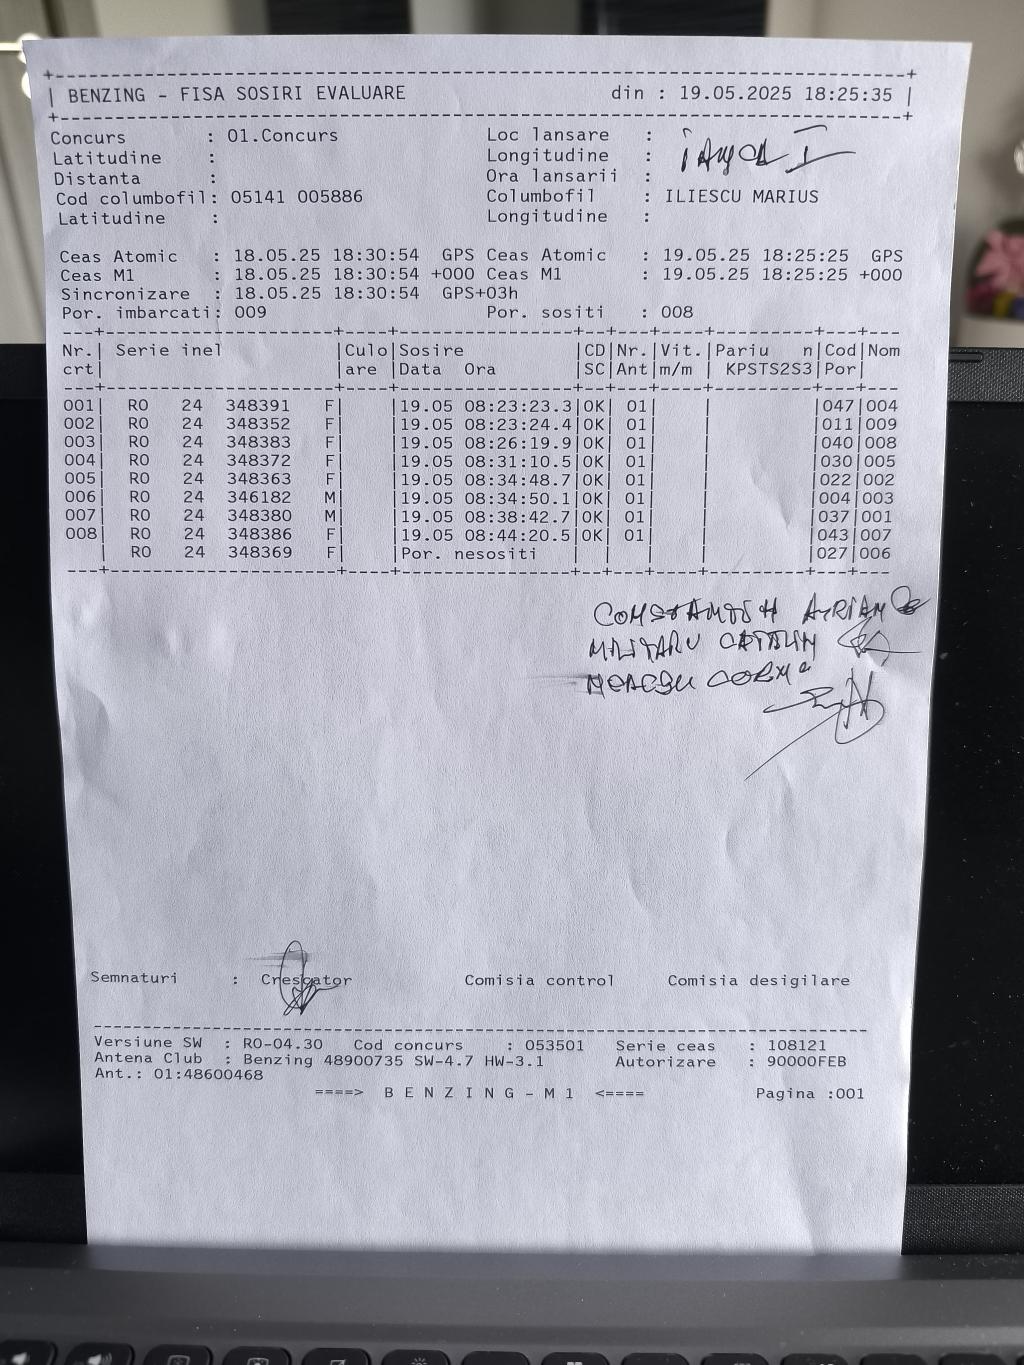 BENZING - FISA SOSIRI EVALUARE din : 19.05.2025 18:25:35
Concurs : 01.Concurs Loc lansare :
Latitudine : Longitudine :
Distanta : Ora lansarii :
Cod columbofil: 05141 005886 Columbofil : ILIESCU MARIUS
Latitudine : Longitudine :
Ceas Atomic : 18.05.25 18:30:54 GPS Ceas Atomic : 19.05.25 18:25:25 GPS
Ceas M1 : 18.05.25 18:30:54 +000 Ceas M1 : 19.05.25 18:25:25 +000
Sincronizare : 18.05.25 18:30:54 GPS+03h
Por. imbarcati: 009 Por. sositi : 008
Nr.| Serie inel |Culo|Sosire |CD|Nr.|Vit.|Pariu n|Cod|Nom
crt| |are |Data Ora |SC|Ant|m/m | KPSTS2S3|Por|
001| RO 24 348391 F| |19.05 08:23:23.3|OK| 01| | |047|004
002| RO 24 348352 F| |19.05 08:23:24.4|OK| 01| | |011|009
003| RO 24 348383 F| |19.05 08:26:19.9|OK| 01| | |040|008
004| RO 24 348372 F| |19.05 08:31:10.5|OK| 01| | |030|005
005| RO 24 348363 F| |19.05 08:34:48.7|OK| 01| | |022|002
006| RO 24 346182 M| |19.05 08:34:50.1|OK| 01| | |004|003
007| RO 24 348380 M| |19.05 08:38:42.7|OK| 01| | |037|001
008| RO 24 348386 F| |19.05 08:44:20.5|OK| 01| | |043|007
| RO 24 348369 F| |Por. nesositi | | | | |027|006
MILITARU CATALIN
Semnaturi : Crescator Comisia control Comisia desigilare
Versiune SW : RO-04.30 Cod concurs : 053501 Serie ceas : 108121
Antena Club : Benzing 48900735 SW-4.7 HW-3.1 Autorizare : 90000FEB
Ant.: 01:48600468
====> B E N Z I N G - M 1 <==== Pagina :001